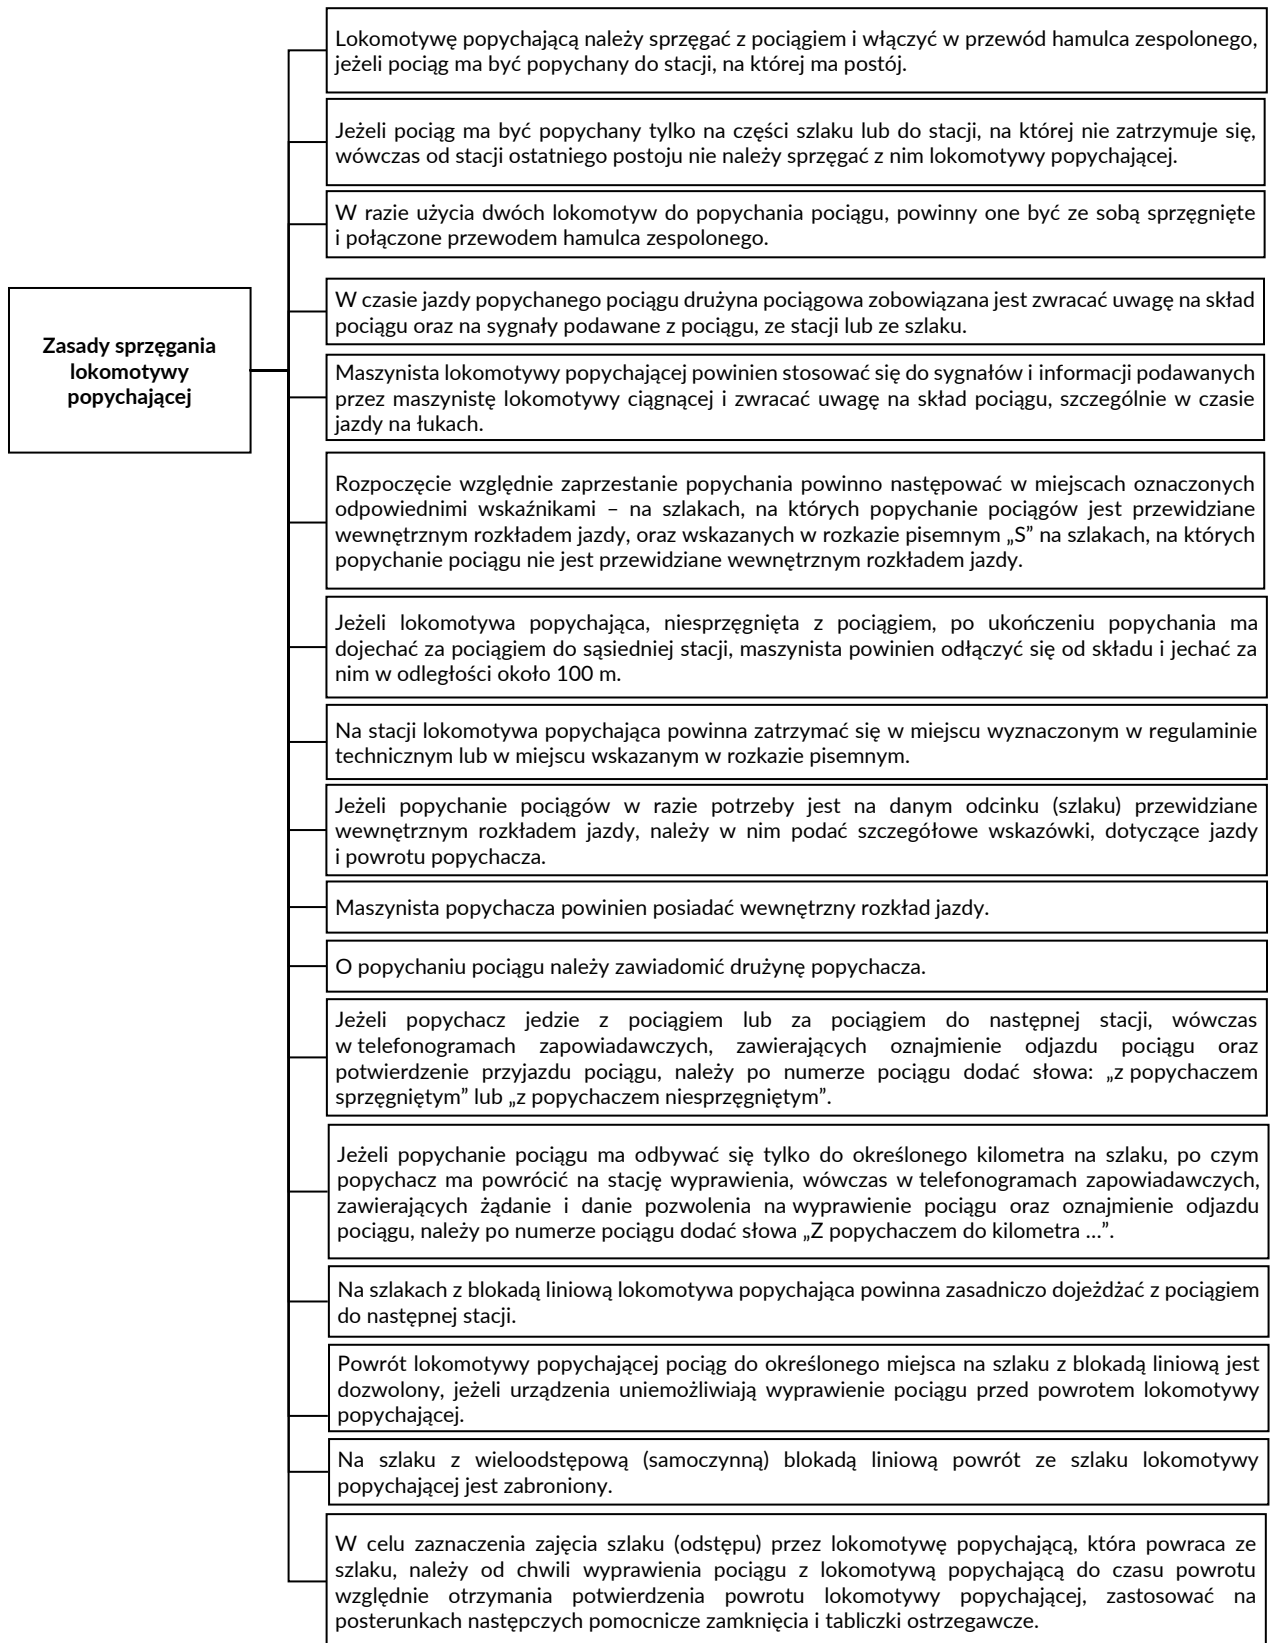 Zasady sprzęgania
lokomotywy
popychającej
Lokomotywę popychającą należy sprzęgać z pociągiem i włączyć w przewód hamulca zespolonego,
jeżeli pociąg ma być popychany do stacji, na której ma postój.
Jeżeli pociąg ma być popychany tylko na części szlaku lub do stacji, na której nie zatrzymuje się,
wówczas od stacji ostatniego postoju nie należy sprzęgać z nim lokomotywy popychającej.
W razie użycia dwóch lokomotyw do popychania pociągu, powinny one być ze sobą sprzęgnięte
i połączone przewodem hamulca zespolonego.
W czasie jazdy popychanego pociągu drużyna pociągowa zobowiązana jest zwracać uwagę na skład
pociągu oraz na sygnały podawane z pociągu, ze stacji lub ze szlaku.
Maszynista lokomotywy popychającej powinien stosować się do sygnałów i informacji podawanych
przez maszynistę lokomotywy ciągnącej i zwracać uwagę na skład pociągu, szczególnie w czasie
jazdy na łukach.
Rozpoczęcie względnie zaprzestanie popychania powinno następować w miejscach oznaczonych
odpowiednimi wskaźnikami – na szlakach, na których popychanie pociągów jest przewidziane
wewnętrznym rozkładem jazdy, oraz wskazanych w rozkazie pisemnym „S” na szlakach, na których
popychanie pociągu nie jest przewidziane wewnętrznym rozkładem jazdy.
Jeżeli lokomotywa popychająca, niesprzęgnięta z pociągiem, po ukończeniu popychania ma
dojechać za pociągiem do sąsiedniej stacji, maszynista powinien odłączyć się od składu i jechać za
nim w odległości około 100 m.
Na stacji lokomotywa popychająca powinna zatrzymać się w miejscu wyznaczonym w regulaminie
technicznym lub w miejscu wskazanym w rozkazie pisemnym.
Jeżeli popychanie pociągów w razie potrzeby jest na danym odcinku (szlaku) przewidziane
wewnętrznym rozkładem jazdy, należy w nim podać szczegółowe wskazówki, dotyczące jazdy
i powrotu popychacza.
Maszynista popychacza powinien posiadać wewnętrzny rozkład jazdy.
O popychaniu pociągu należy zawiadomić drużynę popychacza.
Jeżeli popychacz jedzie z pociągiem lub za pociągiem do następnej stacji, wówczas
w telefonogramach zapowiadawczych, zawierających oznajmienie odjazdu pociągu oraz
potwierdzenie przyjazdu pociągu, należy po numerze pociągu dodać słowa: „z popychaczem
sprzęgniętym” lub „z popychaczem niesprzęgniętym”.
Jeżeli popychanie pociągu ma odbywać się tylko do określonego kilometra na szlaku, po czym
popychacz ma powrócić na stację wyprawienia, wówczas w telefonogramach zapowiadawczych,
zawierających żądanie i danie pozwolenia na wyprawienie pociągu oraz oznajmienie odjazdu
pociągu, należy po numerze pociągu dodać słowa „Z popychaczem do kilometra ...”.
Na szlakach z blokadą liniową lokomotywa popychająca powinna zasadniczo dojeżdżać z pociągiem
do następnej stacji.
Powrót lokomotywy popychającej pociąg do określonego miejsca na szlaku z blokadą liniową jest
dozwolony, jeżeli urządzenia uniemożliwiają wyprawienie pociągu przed powrotem lokomotywy
popychającej.
Na szlaku z wieloodstępową (samoczynną) blokadą liniową powrót ze szlaku lokomotywy
popychającej jest zabroniony.
W celu zaznaczenia zajęcia szlaku (odstępu) przez lokomotywę popychającą, która powraca ze
szlaku, należy od chwili wyprawienia pociągu z lokomotywą popychającą do czasu powrotu
względnie otrzymania potwierdzenia powrotu lokomotywy popychającej, zastosować na
posterunkach następczych pomocnicze zamknięcia i tabliczki ostrzegawcze.